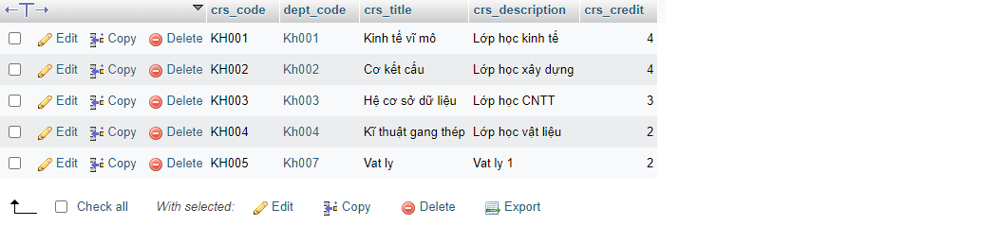 crs_code dept_code crs_title crs_description crs_credit
Edit Copy Delete KH001 Kh001 Kinh tế vĩ mô Lớp học kinh tế 4
Edit Copy Delete KH002 Kh002 Cơ kết cấu Lớp học xây dựng 4
Edit Copy Delete KH003 Kh003 Hệ cơ sở dữ liệu Lớp học CNTT 3
Edit Copy Delete KH004 Kh004 Kĩ thuật gang thép Lớp học vật liệu 2
Edit Copy Delete KH005 Kh007 Vat ly Vat ly 1 2
Check all With selected: Edit Copy Delete Export